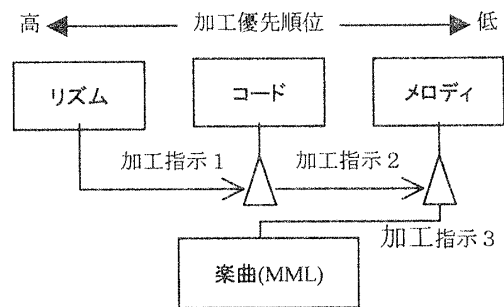 高 加工優先順位 低
リズム コード メロディ
加工指示1 加工指示2
加工指示3
楽曲(MML)